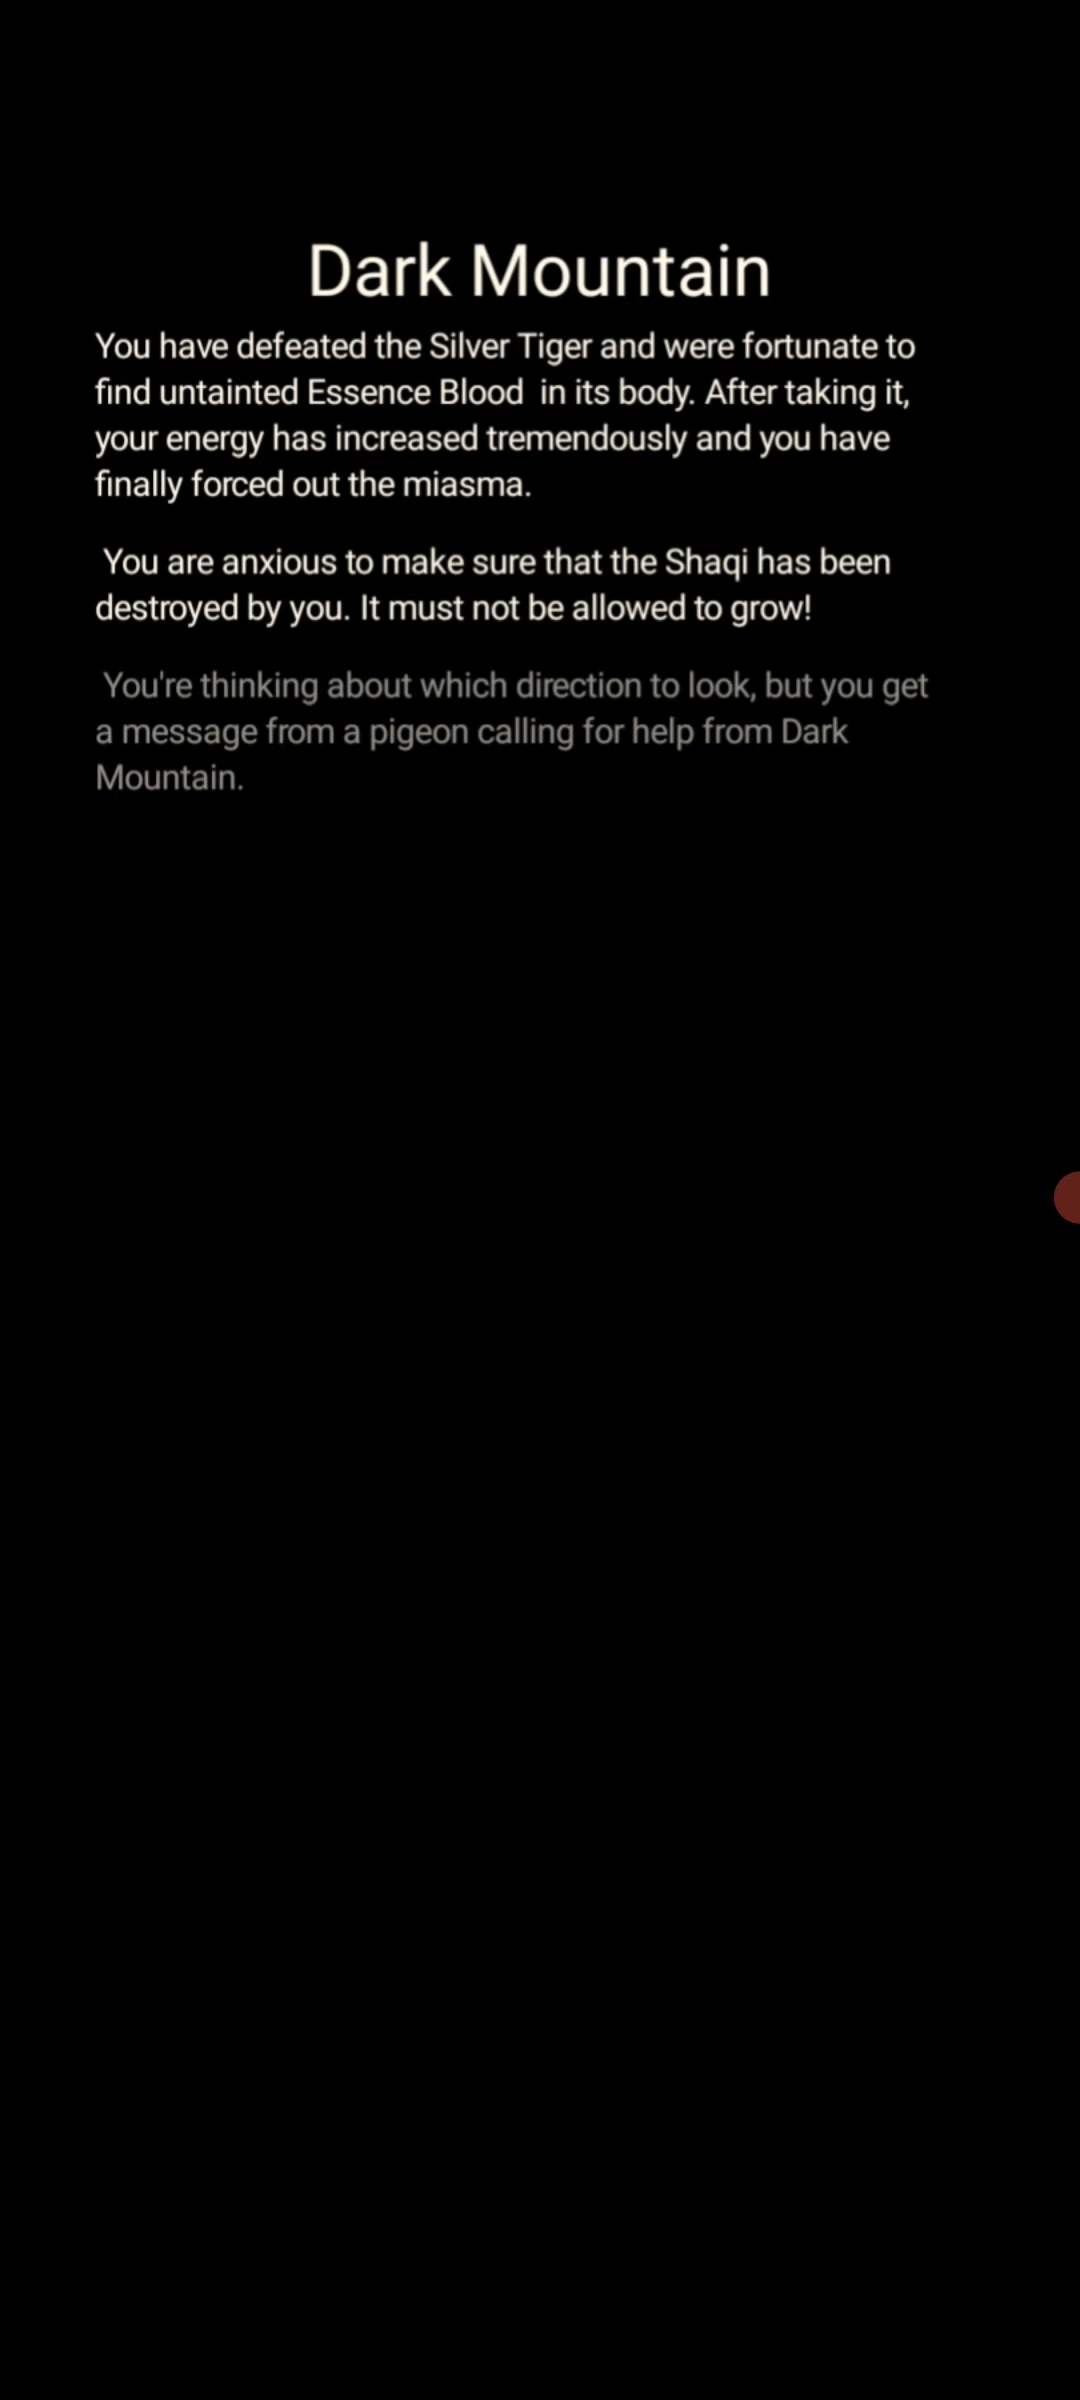 Dark Mountain
You have defeated the Silver Tiger and were fortunate to
find untainted Essence Blood  in its body. After taking it,
your energy has increased tremendously and you have
finally forced out the miasma.
You are anxious to make sure that the Shaqi has been
destroyed by you. It must not be allowed to grow!
You're thinking about which direction to look, but you get
a message from a pigeon calling for help from Dark
Mountain.